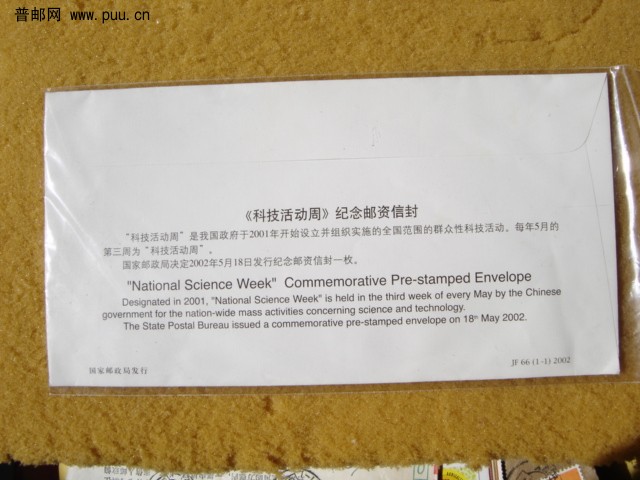 普邮网 www.puu.cn
《科技活动周》纪念邮资信封
“科技活动周”是我国政府于2001年开始设立并组织实施的全国范围的群众性科技活动。每年5月的
第三周为“科技活动周”。
国家邮政局决定2002年5月18日发行纪念邮资信封一枚。
"National Science Week" Commemorative Pre-stamped Envelope
Designated in 2001, "National Science Week" is held in the third week of every May by the Chinese
government for the nation-wide mass activities concerning science and technology.
The State Postal Bureau issued a commemorative pre-stamped envelope on 18th May 2002.
国家邮政局发行
JF 66 (1-1) 2002